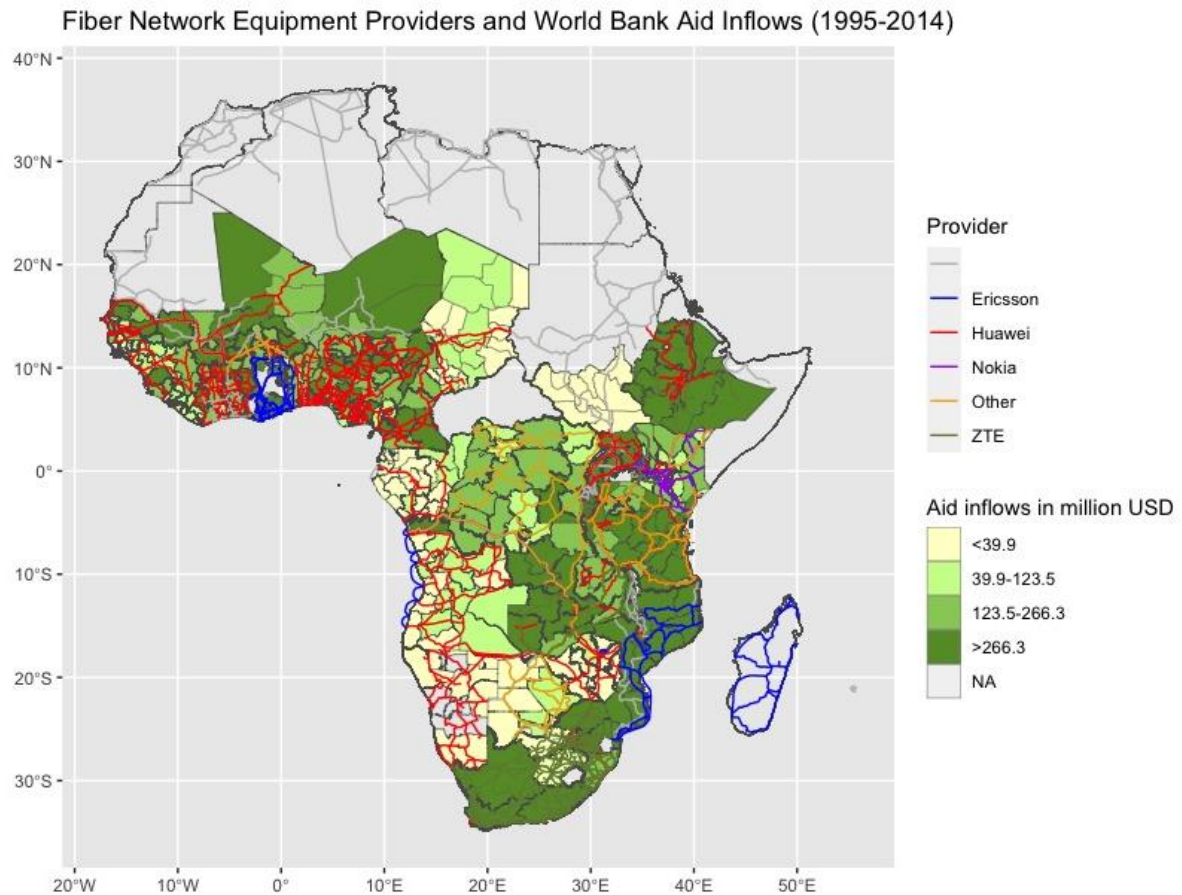 Fiber Network Equipment Providers and World Bank Aid Inflows (1995-2014)
40°N
30°N
20°N
10°N
0°
10°S
20°S
30°S
20°W
10°W
0°
10°E
20°E
30°E
40°E
50°E
Provider
Ericsson
Huawei
Nokia
Other
ZTE
Aid inflows in million USD
<39.9
39.9-123.5
123.5-266.3
>266.3
NA